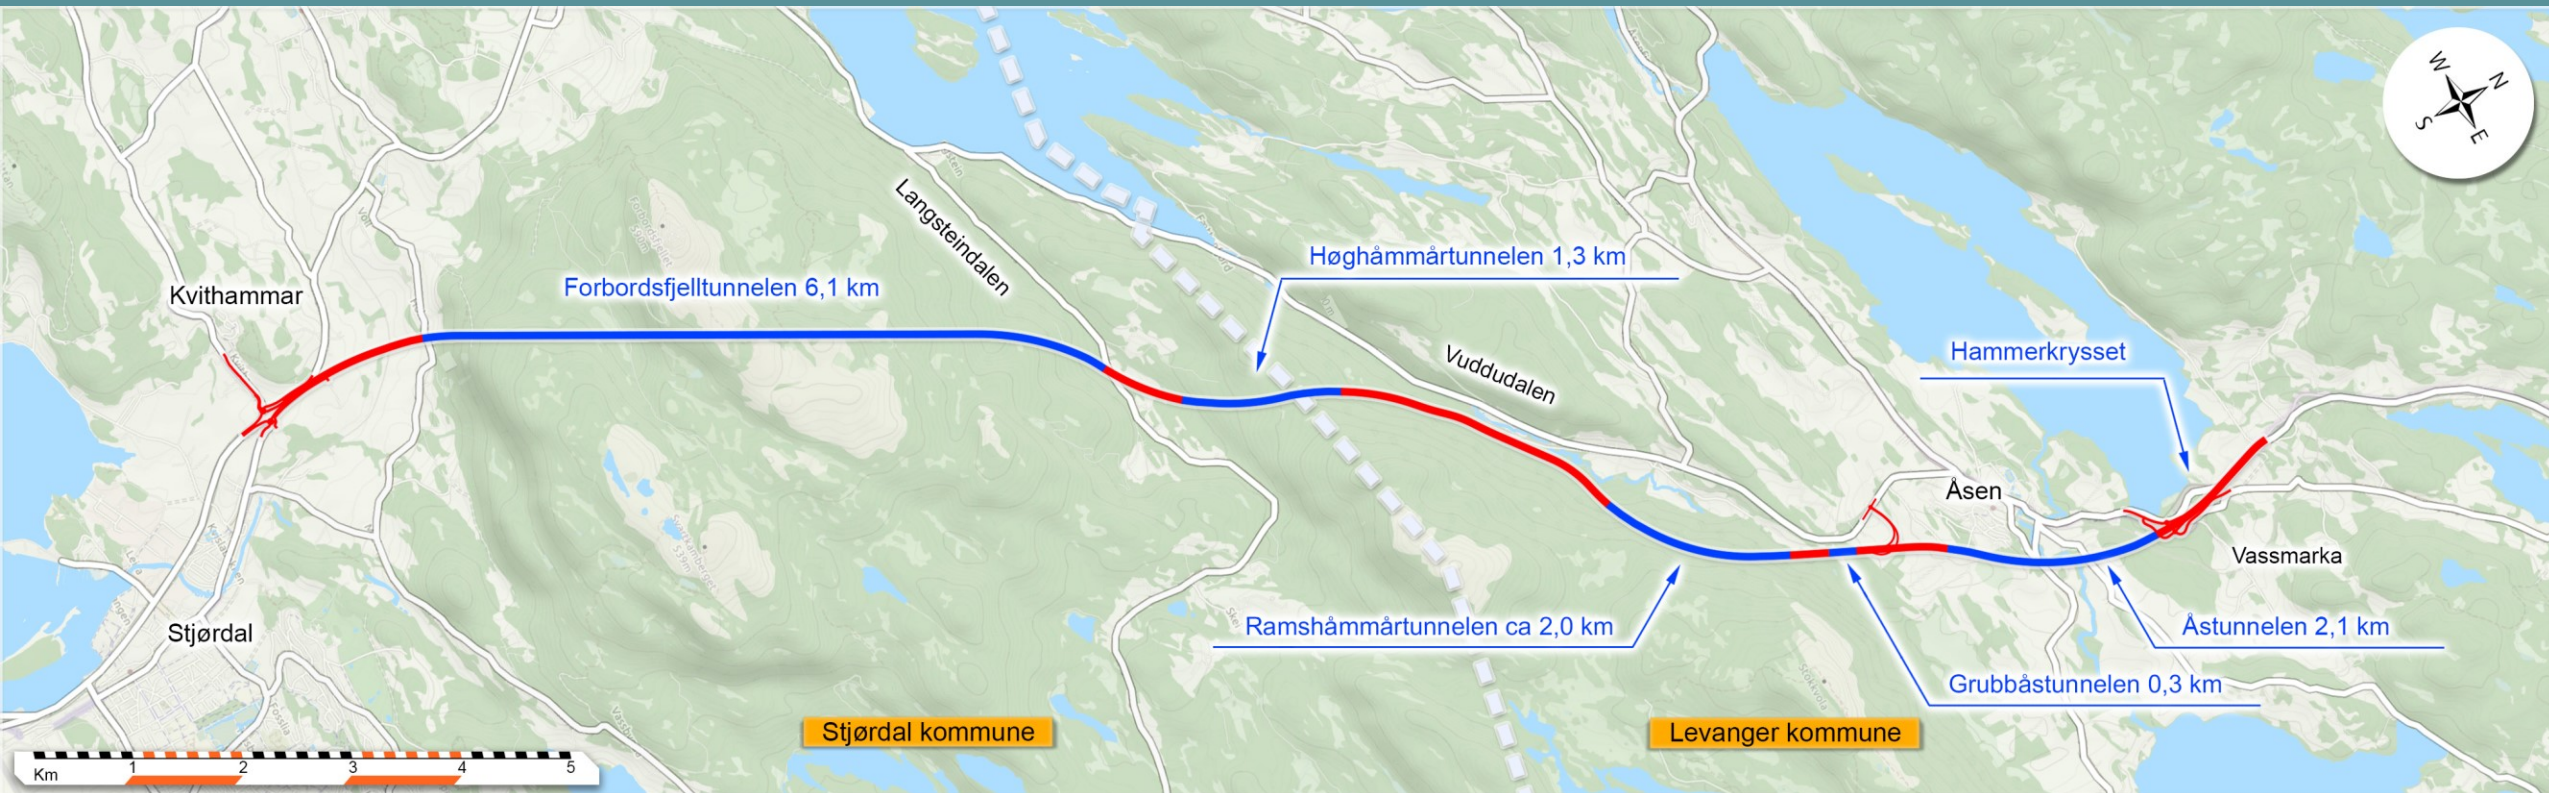 W
N
S
E
Langsteindalen
Høghåmmårtunnelen 1,3 km
Forbordsfjelltunnelen 6,1 km
Kvithammar
Vuddudalen
Hammerkrysset
Åsen
Vassmarka
Stjørdal
Ramshåmmårtunnelen ca 2,0 km
Åstunnelen 2,1 km
Grubbåstunnelen 0,3 km
Stjørdal kommune
Levanger kommune
Km 1 2 3 4 5